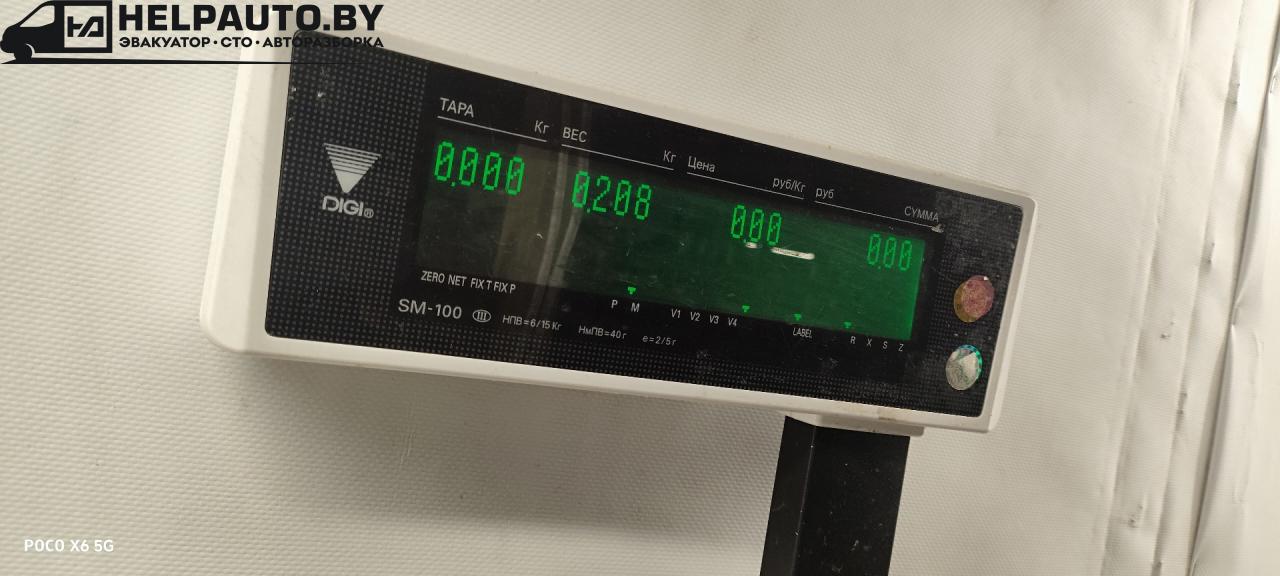 HELPAUTO.BY
ЭВАКУАТОР · СТО · АВТОРАЗБОРКА
ТАРА Кг ВЕС Кг Цена руб/Кг руб СУММА
0.000 0.208 0.00 0.00
DIGI®
ZERO NET FIX T FIX P P M V1 V2 V3 V4 LABEL R X S Z
SM-100 III НПВ=6/15 Кг НмПВ=40 г e=2/5 г
POCO X6 5G